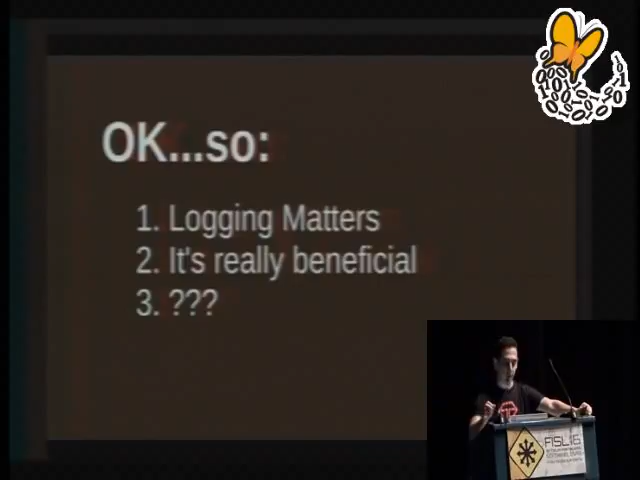 OK...so:
1. Logging Matters
2. It's really beneficial
3. ???
FISL16